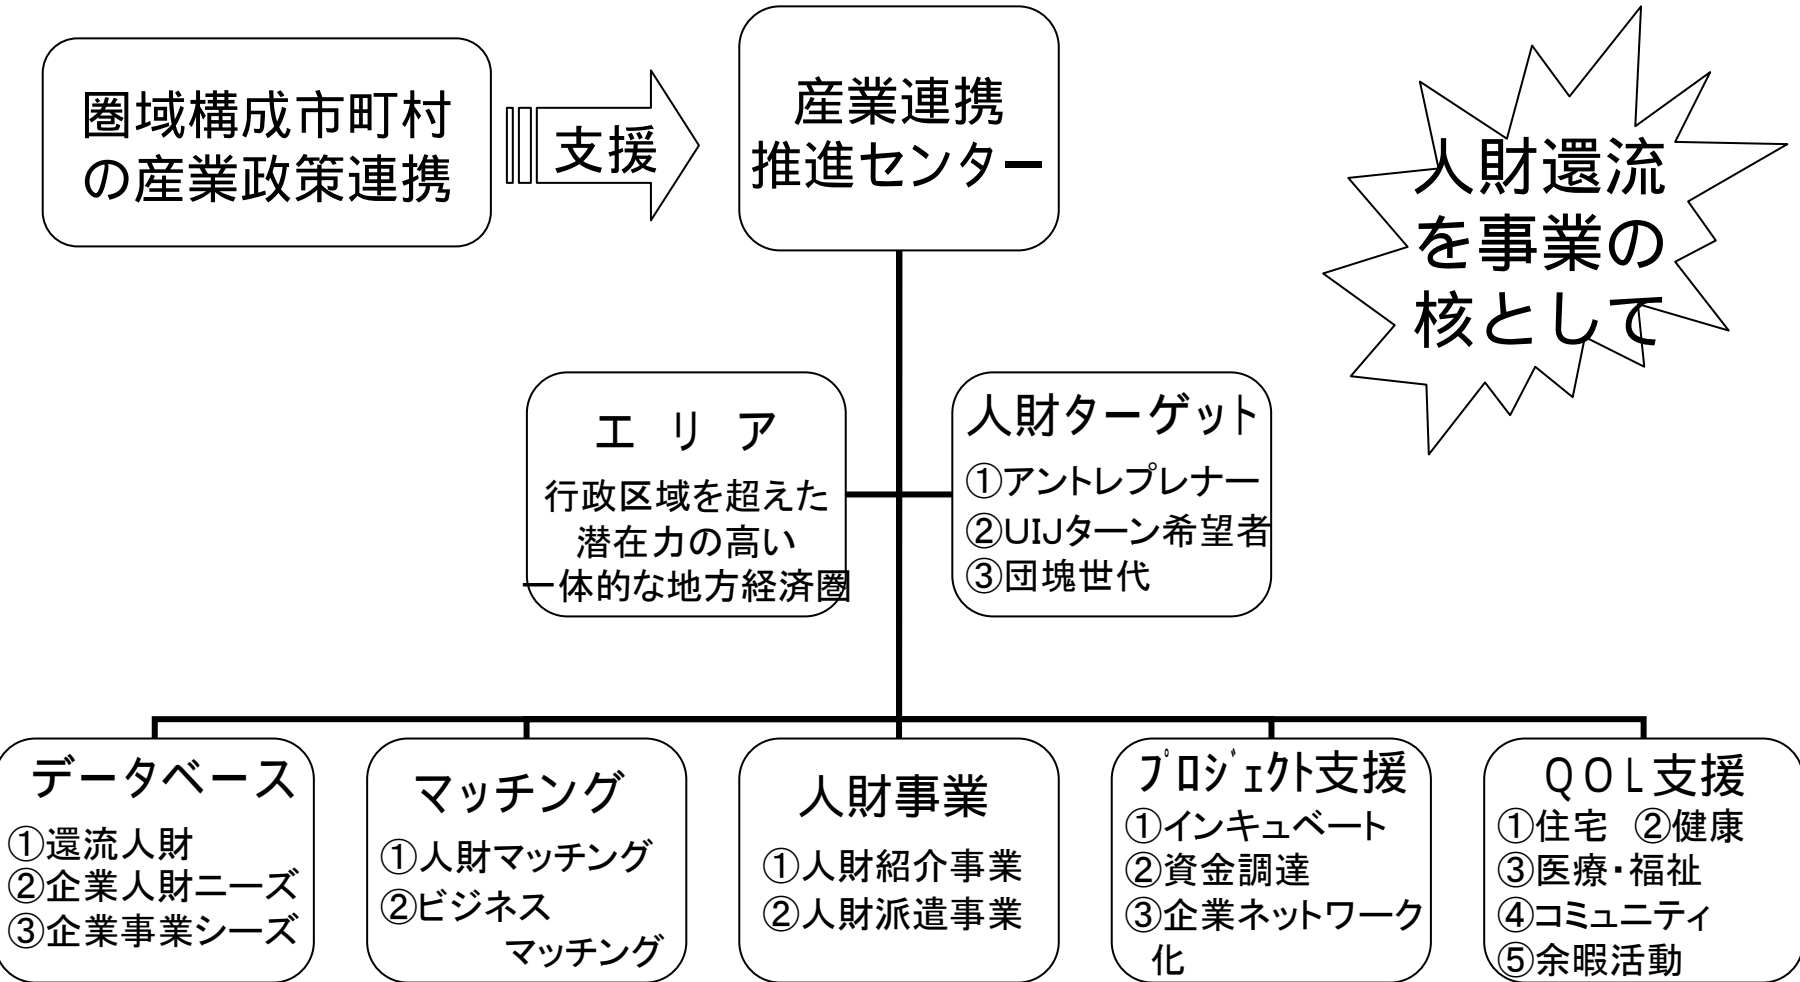 圏域構成市町村
の産業政策連携
支援
産業連携
推進センター
人財還流
を事業の
核として
エ リ ア
行政区域を超えた
潜在力の高い
一体的な地方経済圏
人財ターゲット
①アントレプレナー
②UIJターン希望者
③団塊世代
データベース
①還流人財
②企業人財ニーズ
③企業事業シーズ
マッチング
①人財マッチング
②ビジネス
マッチング
人財事業
①人財紹介事業
②人財派遣事業
ﾌﾟﾛｼﾞｪｸﾄ支援
①インキュベート
②資金調達
③企業ネットワーク
化
ＱＯＬ支援
①住宅 ②健康
③医療・福祉
④コミュニティ
⑤余暇活動